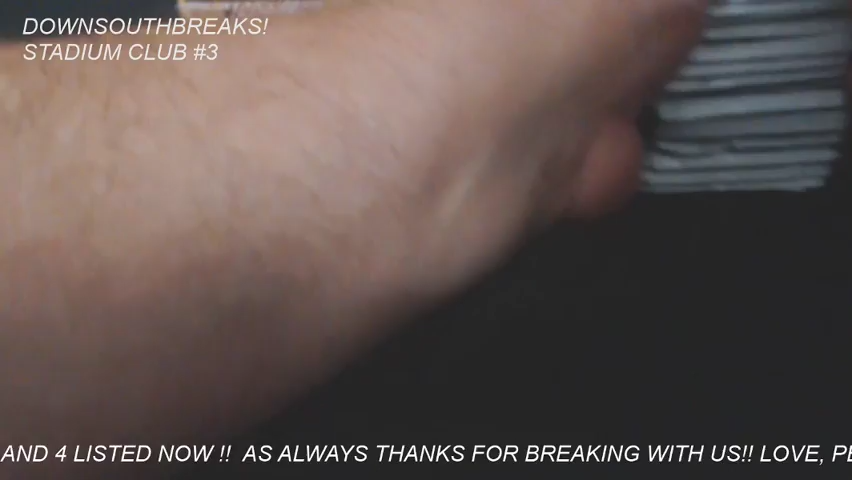 DOWNSOUTHBREAKS!
STADIUM CLUB #3
AND 4 LISTED NOW !! AS ALWAYS THANKS FOR BREAKING WITH US!! LOVE,